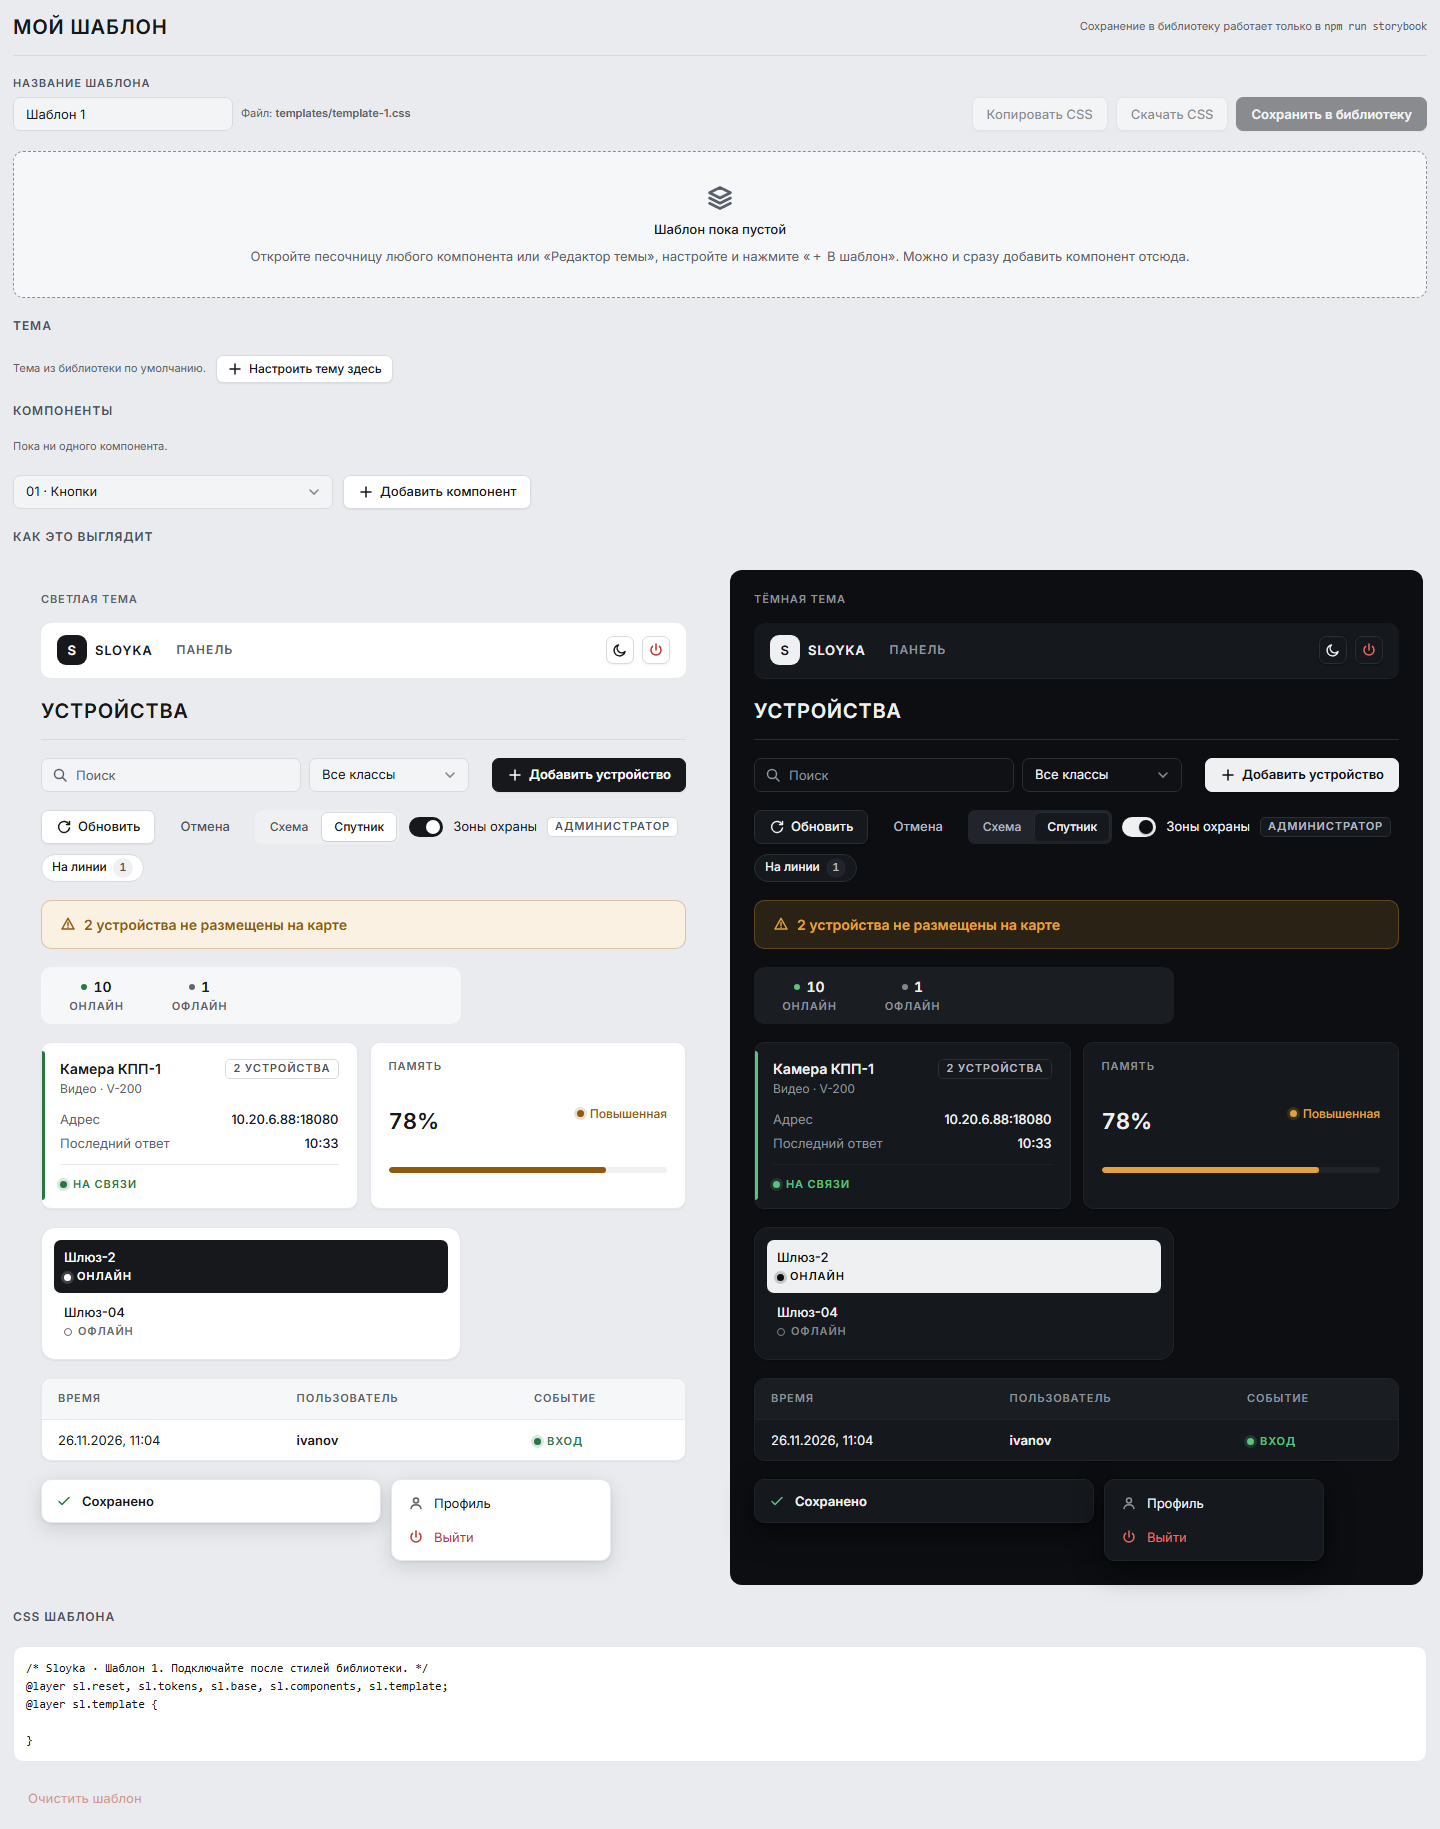 МОЙ ШАБЛОН
Сохранение в библиотеку работает только в npm run storybook
НАЗВАНИЕ ШАБЛОНА
Шаблон 1
Файл: templates/template-1.css
Копировать CSS
Скачать CSS
Сохранить в библиотеку
Шаблон пока пустой
Откройте песочницу любого компонента или «Редактор темы», настройте и нажмите «+ В шаблон». Можно и сразу добавить компонент отсюда.
ТЕМА
Тема из библиотеки по умолчанию.
Настроить тему здесь
КОМПОНЕНТЫ
Пока ни одного компонента.
01 · Кнопки
Добавить компонент
КАК ЭТО ВЫГЛЯДИТ
СВЕТЛАЯ ТЕМА
S SLOYKA ПАНЕЛЬ
УСТРОЙСТВА
Поиск
Все классы
Добавить устройство
Обновить
Отмена
Схема
Спутник
Зоны охраны
АДМИНИСТРАТОР
На линии 1
2 устройства не размещены на карте
10
ОНЛАЙН
1
ОФЛАЙН
Камера КПП-1
2 УСТРОЙСТВА
Видео · V-200
Адрес 10.20.6.88:18080
Последний ответ 10:33
НА СВЯЗИ
ПАМЯТЬ
78%
Повышенная
Шлюз-2
ОНЛАЙН
Шлюз-04
ОФЛАЙН
ВРЕМЯ ПОЛЬЗОВАТЕЛЬ СОБЫТИЕ
26.11.2026, 11:04 ivanov ВХОД
Сохранено
Профиль
Выйти
ТЁМНАЯ ТЕМА
S SLOYKA ПАНЕЛЬ
УСТРОЙСТВА
Поиск
Все классы
Добавить устройство
Обновить
Отмена
Схема
Спутник
Зоны охраны
АДМИНИСТРАТОР
На линии 1
2 устройства не размещены на карте
10
ОНЛАЙН
1
ОФЛАЙН
Камера КПП-1
2 УСТРОЙСТВА
Видео · V-200
Адрес 10.20.6.88:18080
Последний ответ 10:33
НА СВЯЗИ
ПАМЯТЬ
78%
Повышенная
Шлюз-2
ОНЛАЙН
Шлюз-04
ОФЛАЙН
ВРЕМЯ ПОЛЬЗОВАТЕЛЬ СОБЫТИЕ
26.11.2026, 11:04 ivanov ВХОД
Сохранено
Профиль
Выйти
CSS ШАБЛОНА
/* Sloyka · Шаблон 1. Подключайте после стилей библиотеки. */
@layer sl.reset, sl.tokens, sl.base, sl.components, sl.template;
@layer sl.template {
}
Очистить шаблон